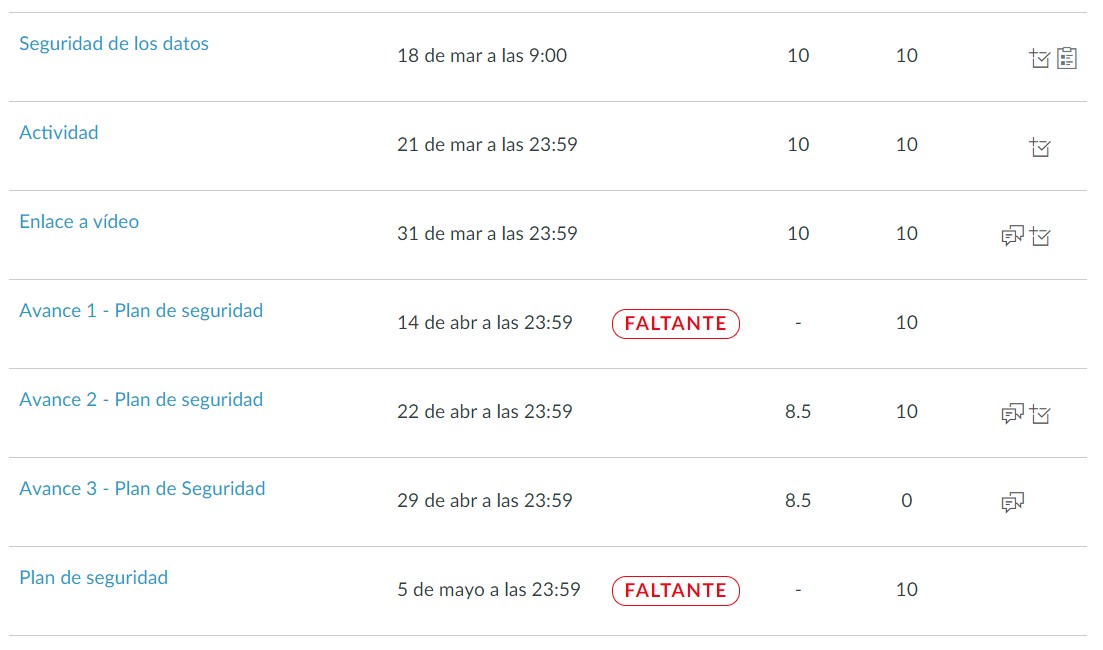 Seguridad de los datos
18 de mar a las 9:00 10 10
Actividad
21 de mar a las 23:59 10 10
Enlace a vídeo
31 de mar a las 23:59 10 10
Avance 1 - Plan de seguridad
14 de abr a las 23:59 FALTANTE - 10
Avance 2 - Plan de seguridad
22 de abr a las 23:59 8.5 10
Avance 3 - Plan de Seguridad
29 de abr a las 23:59 8.5 0
Plan de seguridad
5 de mayo a las 23:59 FALTANTE - 10